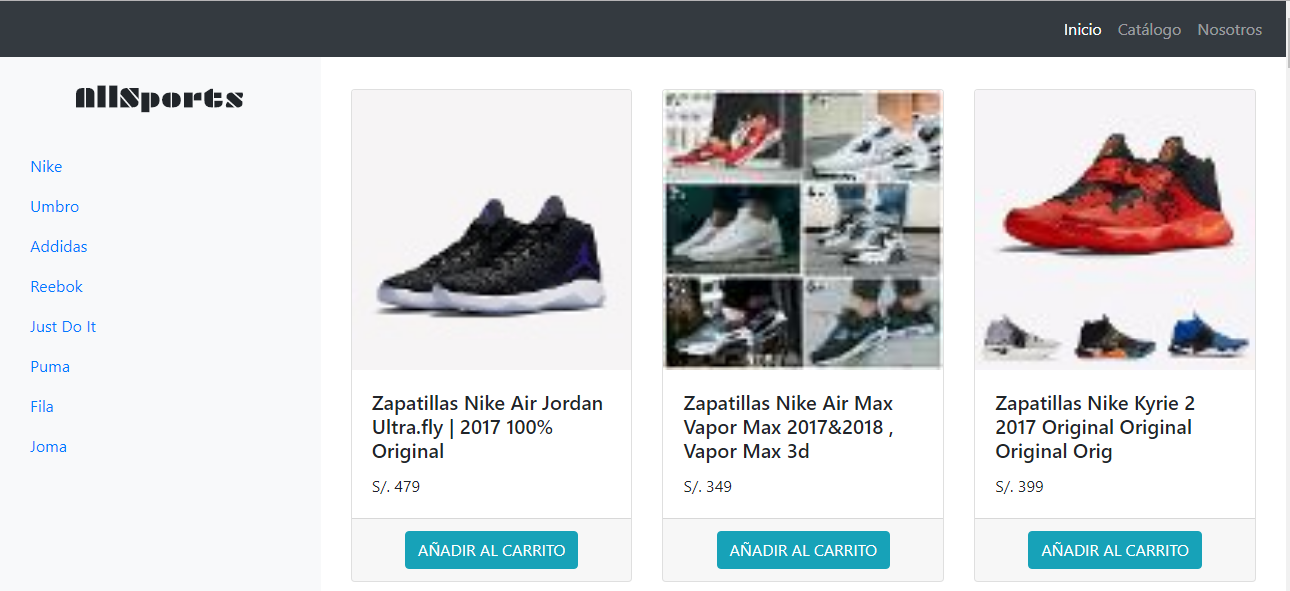 Inicio Catálogo Nosotros
AllSports
Nike
Umbro
Addidas
Reebok
Just Do It
Puma
Fila
Joma
Zapatillas Nike Air Jordan
Ultra.fly | 2017 100%
Original
S/. 479
AÑADIR AL CARRITO
Zapatillas Nike Air Max
Vapor Max 2017&2018 ,
Vapor Max 3d
S/. 349
AÑADIR AL CARRITO
Zapatillas Nike Kyrie 2
2017 Original Original
Original Orig
S/. 399
AÑADIR AL CARRITO